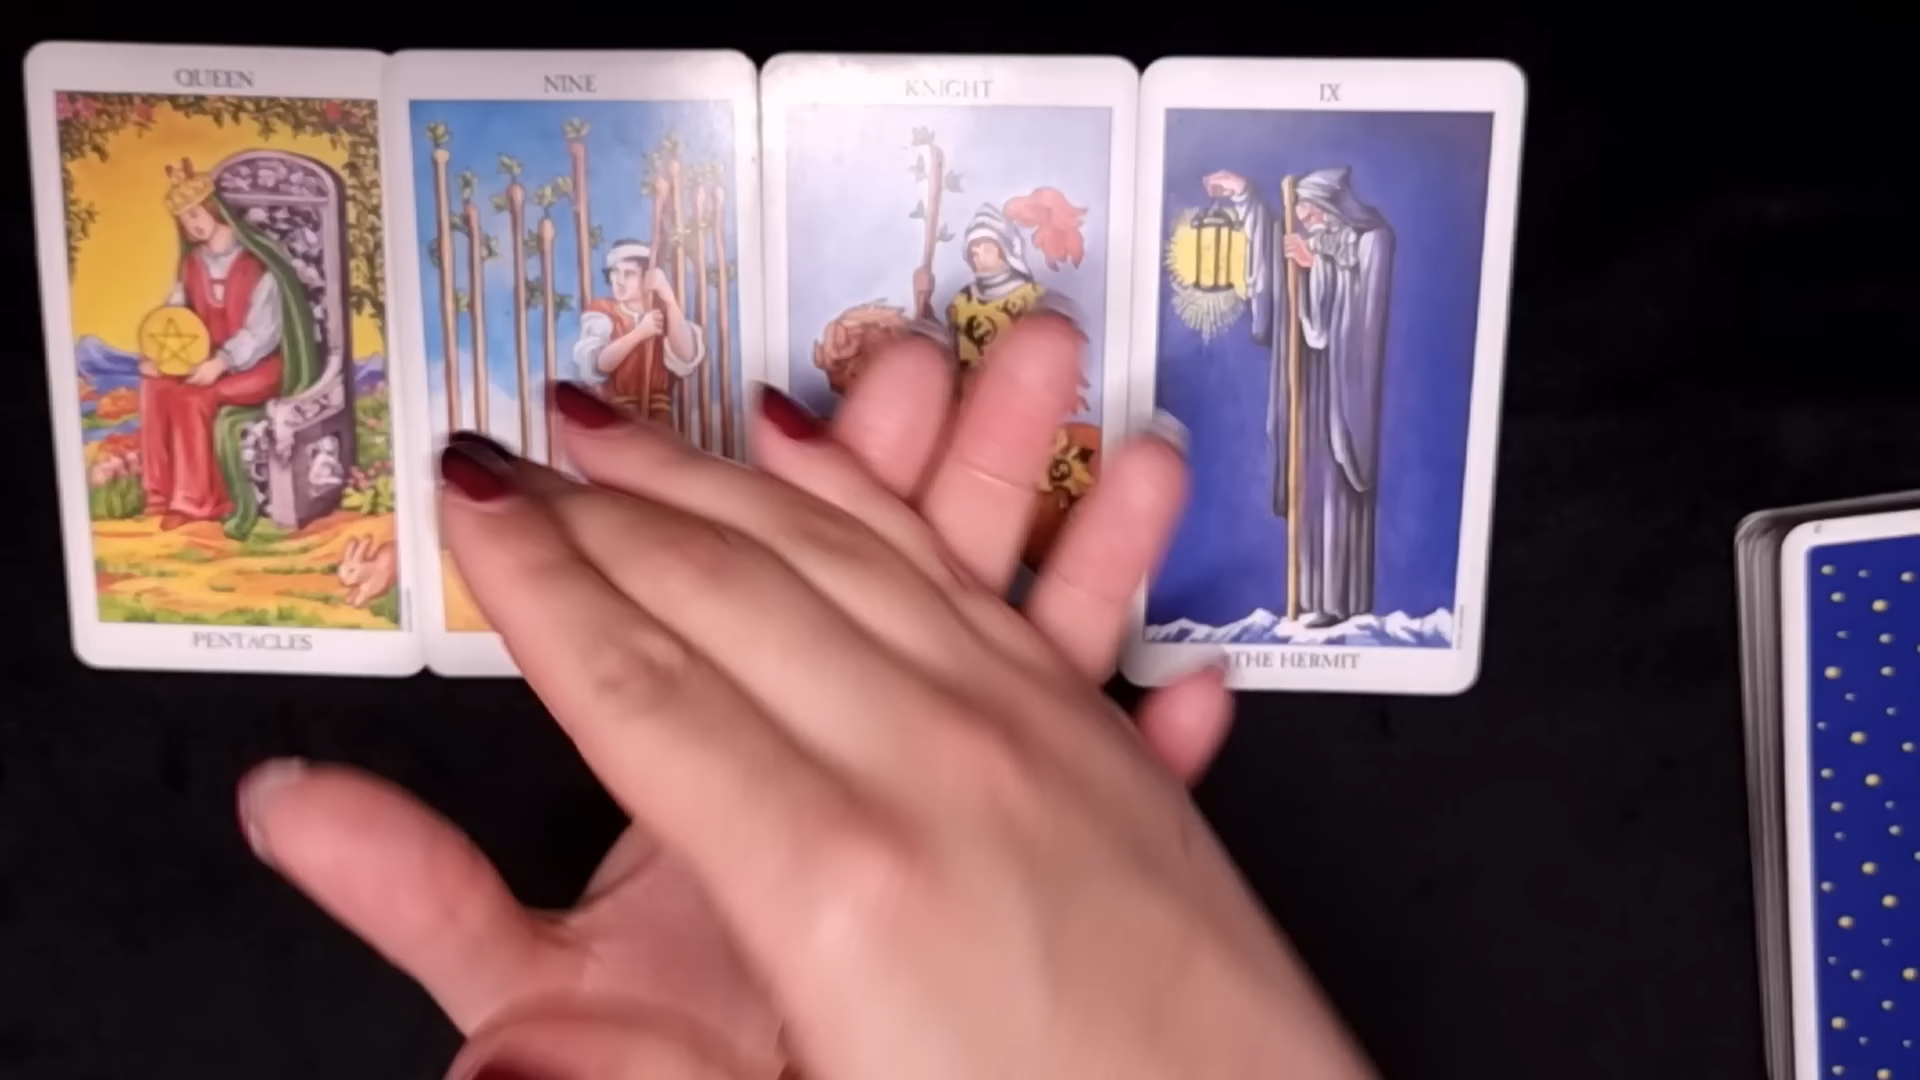 QUEEN
NINE
KNIGHT
IX
PENTACLES
THE HERMIT